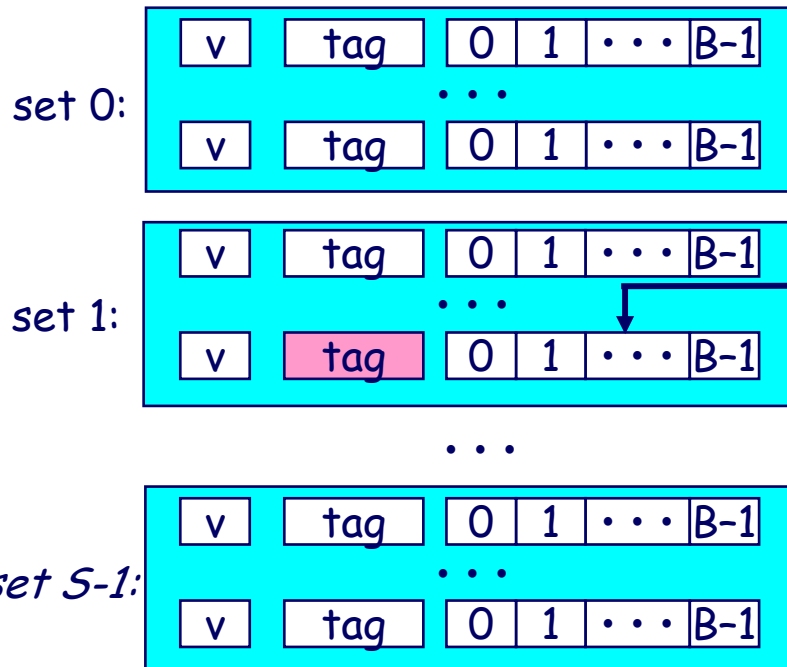 v tag 0 1 • • • B-1
set 0: • • •
v tag 0 1 • • • B-1
v tag 0 1 • • • B-1
set 1: • • •
v tag 0 1 • • • B-1
• • •
v tag 0 1 • • • B-1
set S-1: • • •
v tag 0 1 • • • B-1